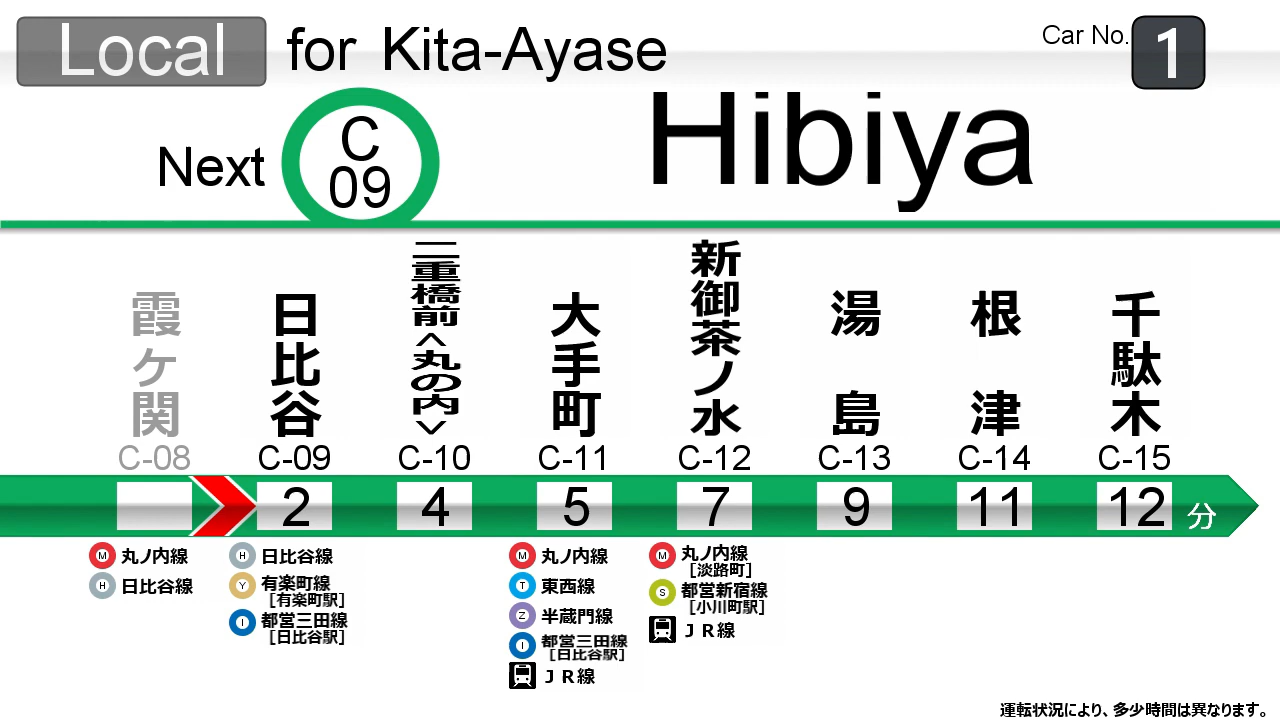 Local for Kita-Ayase
Car No. 1
Next C 09 Hibiya
霞ケ関
日比谷
二重橋前〈丸の内〉
大手町
新御茶ノ水
湯島
根津
千駄木
C-08 C-09 C-10 C-11 C-12 C-13 C-14 C-15
2 4 5 7 9 11 12 分
M 丸ノ内線
H 日比谷線
H 日比谷線
Y 有楽町線
[有楽町駅]
I 都営三田線
[日比谷駅]
M 丸ノ内線
T 東西線
Z 半蔵門線
I 都営三田線
[日比谷駅]
ＪＲ線
M 丸ノ内線
[淡路町]
S 都営新宿線
[小川町駅]
ＪＲ線
運転状況により、多少時間は異なります。